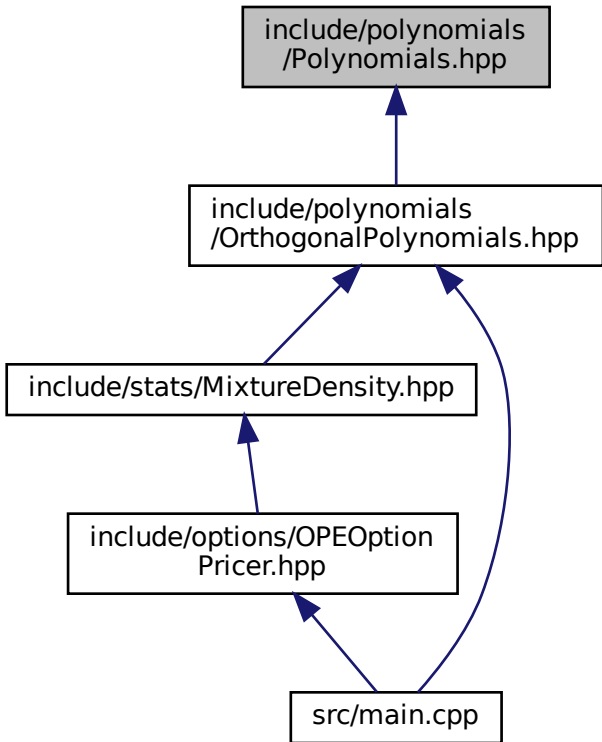 include/polynomials
/Polynomials.hpp
include/polynomials
/OrthogonalPolynomials.hpp
include/stats/MixtureDensity.hpp
include/options/OPEOption
Pricer.hpp
src/main.cpp